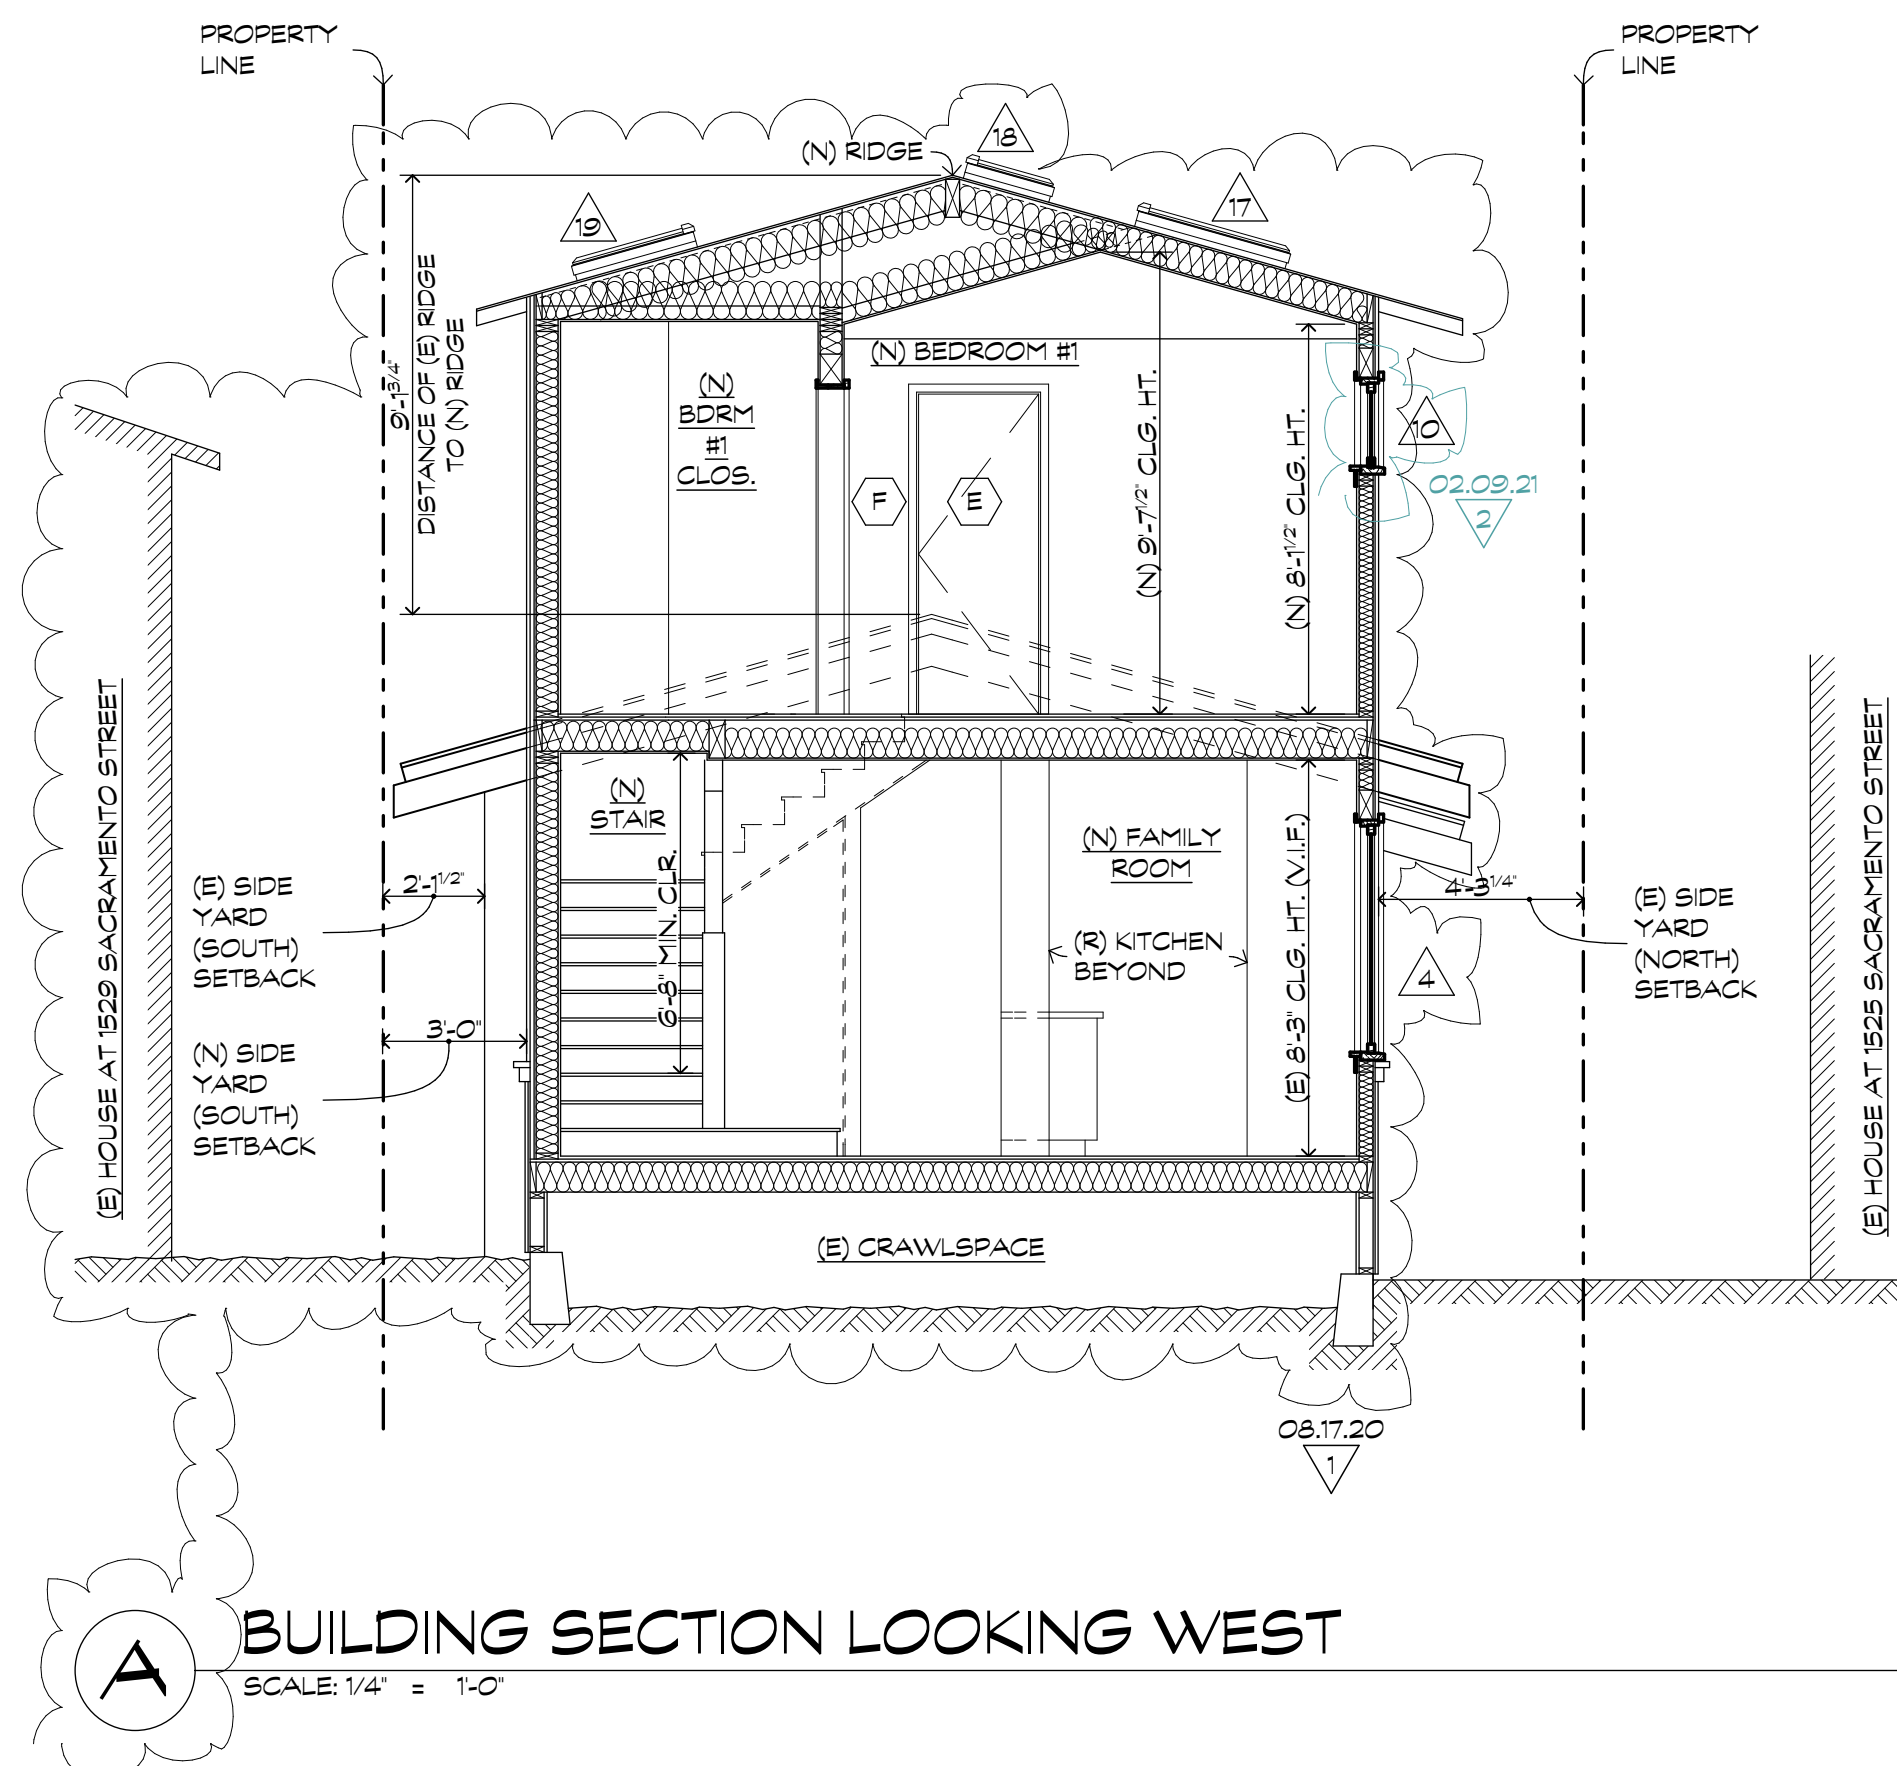 PROPERTY
LINE
PROPERTY
LINE
18
(N) RIDGE
17
19
9'-1 3/4"
DISTANCE OF (E) RIDGE
TO (N) RIDGE
(N) BEDROOM #1
(N)
BDRM
#1
CLOS.
F
E
(N) 9'-7 1/2" CLG. HT.
(N) 8'-1 1/2" CLG. HT.
10
02.09.21
2
(E) HOUSE AT 1529 SACRAMENTO STREET
(E) HOUSE AT 1525 SACRAMENTO STREET
(N)
STAIR
6'-8" MIN. CLR.
(N) FAMILY
ROOM
(E) 8'-3" CLG. HT. (V.I.F.)
(R) KITCHEN
BEYOND
2'-1 1/2"
(E) SIDE
YARD
(SOUTH)
SETBACK
4'-3 1/4"
(E) SIDE
YARD
(NORTH)
SETBACK
4
3'-0"
(N) SIDE
YARD
(SOUTH)
SETBACK
(E) CRAWLSPACE
08.17.20
1
A
BUILDING SECTION LOOKING WEST
SCALE: 1/4" = 1'-0"